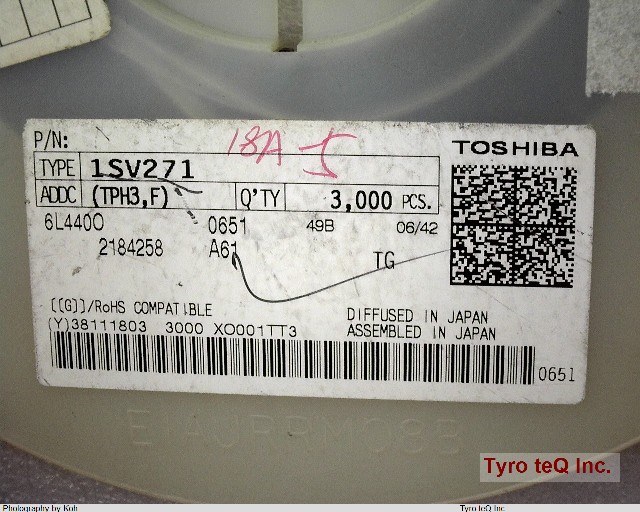 P/N:
18A 5
TOSHIBA
TYPE 1SV271
ADDC (TPH3,F) Q'TY 3,000 PCS.
6L4400 0651 49B 06/42
2184258 A61 TG
[[G]]/RoHS COMPATIBLE
DIFFUSED IN JAPAN
(Y)38111803 3000 XO001TT3
ASSEMBLED IN JAPAN
0651
Tyro teQ Inc.
Photography by Koh
Tyro teQ Inc